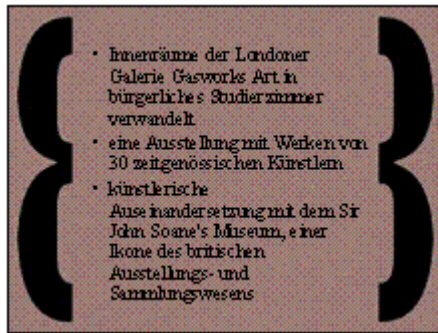 • Innenräume der Londoner
Galerie Gasworks Art in
bürgerliches Studierzimmer
verwandelt
• eine Ausstellung mit Werken von
30 zeitgenössischen Künstlern
• künstlerische
Auseinandersetzung mit dem Sir
John Soane's Museum, einer
Ikone des britischen
Ausstellungs- und
Sammlungswesens